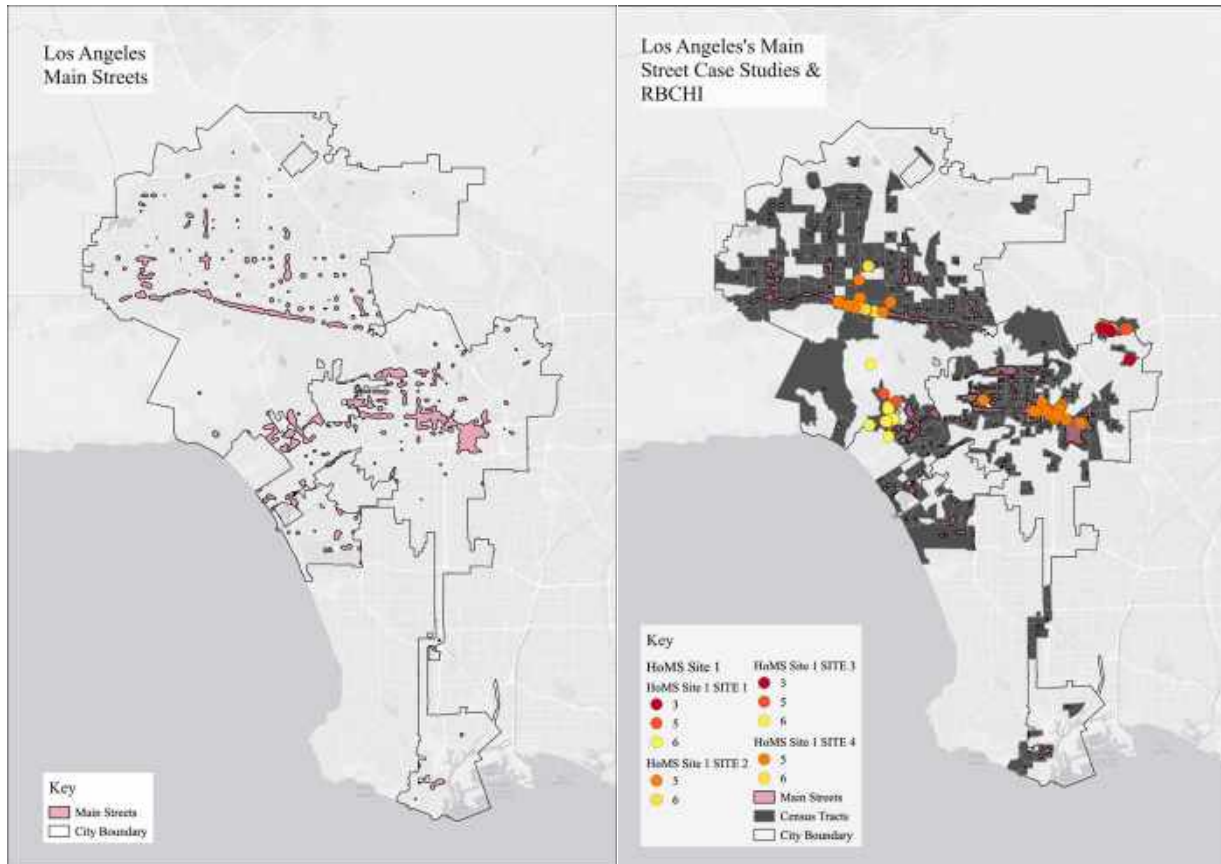 Los Angeles
Main Streets
Key
Main Streets
City Boundary
Los Angeles's Main
Street Case Studies &
RBCHI
Key
HoMS Site 1
HoMS Site 1 SITE 1
3
5
6
HoMS Site 1 SITE 2
5
6
HoMS Site 1 SITE 3
3
5
6
HoMS Site 1 SITE 4
5
6
Main Streets
Census Tracts
City Boundary